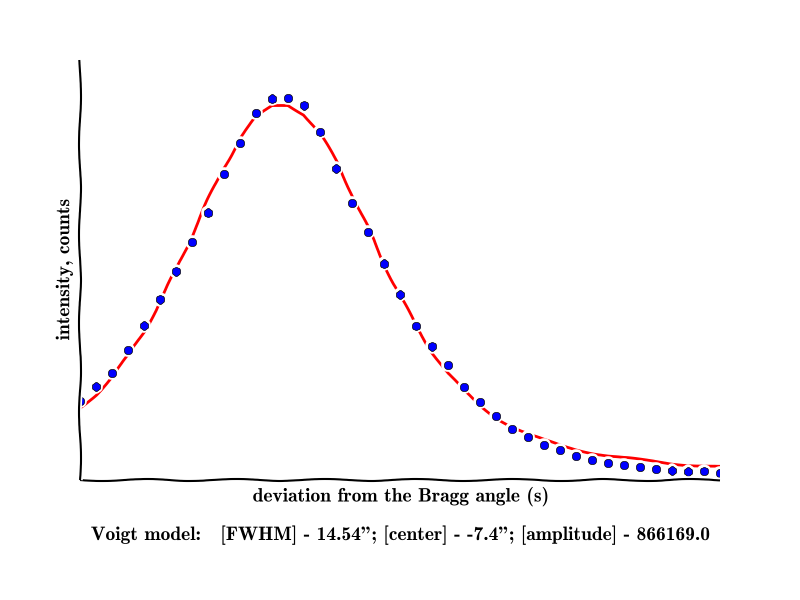 intensity, counts
deviation from the Bragg angle (s)
Voigt model: [FWHM] - 14.54”; [center] - -7.4”; [amplitude] - 866169.0